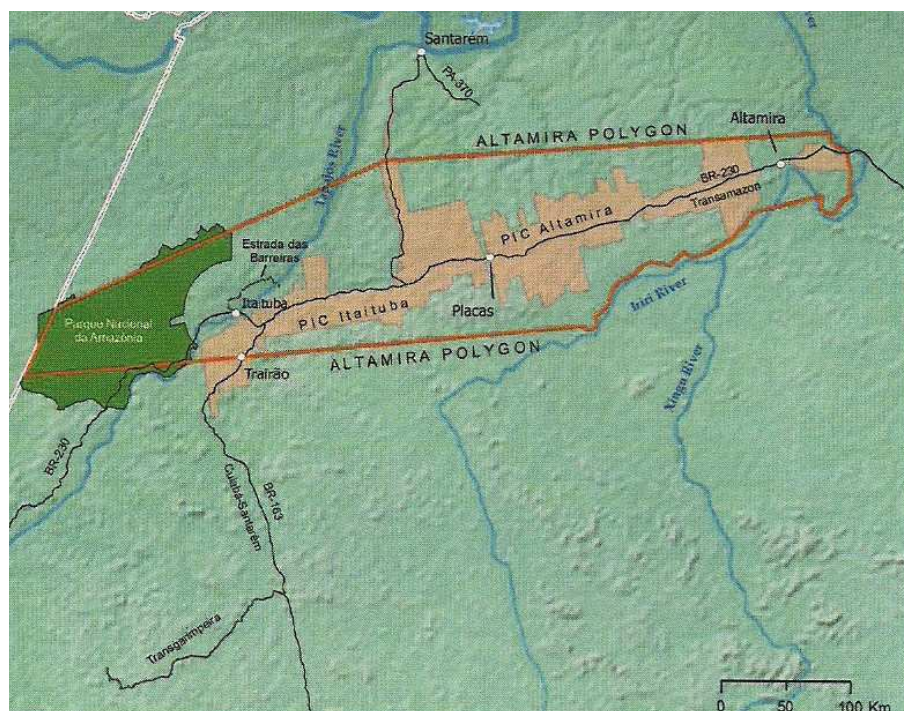 River
Santarém
PA-370
Altamira
ALTAMIRA POLYGON
Tapajós River
BR-230
Transamazon
PIC Altamira
Estrada das
Barreiras
Itaituba
Iriri River
PIC Itaituba
Placas
Parque Nacional
da Amazônia
ALTAMIRA POLYGON
Trairão
Xingu River
BR-230
Cuiabá-Santarém
BR-163
Transgarimpeira
0 50 100 Km